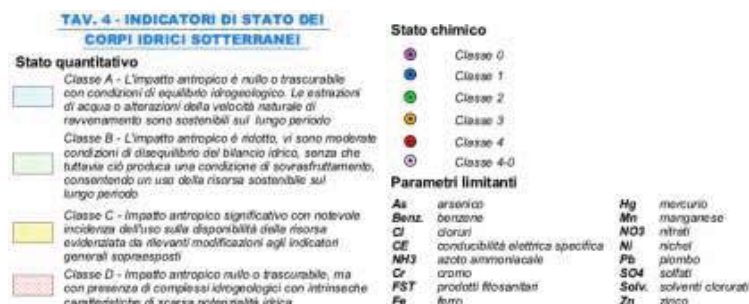 TAV. 4 - INDICATORI DI STATO DEI
CORPI IDRICI SOTTERRANEI
Stato quantitativo
Classe A - L'impatto antropico è nullo o trascurabile
con condizioni di equilibrio idrogeologico. Le estrazioni
di acqua o alterazioni della velocità naturale di
ravvenamento sono sostenibili sul lungo periodo
Classe B - L'impatto antropico è ridotto, vi sono moderate
condizioni di disequilibrio del bilancio idrico, senza che
tuttavia ciò produca una condizione di sovrasfruttamento,
consentendo un uso della risorsa sostenibile sul
lungo periodo
Classe C - Impatto antropico significativo con notevole
incidenza dell'uso sulla disponibilità della risorsa
evidenziata da rilevanti modificazioni agli indicatori
generali sopraesposti
Classe D - Impatto antropico nullo o trascurabile, ma
con presenza di complessi idrogeologici con intrinseche
caratteristiche di scarsa potenzialità idrica
Stato chimico
Classe 0
Classe 1
Classe 2
Classe 3
Classe 4
Classe 4-0
Parametri limitanti
As arsenico
Benz. benzene
Cl cloruri
CE conducibilità elettrica specifica
NH3 azoto ammoniacale
Cr cromo
FST prodotti fitosanitari
Fe ferro
Hg mercurio
Mn manganese
NO3 nitrati
Ni nichel
Pb piombo
SO4 solfati
Solv. solventi clorurati
Zn zinco